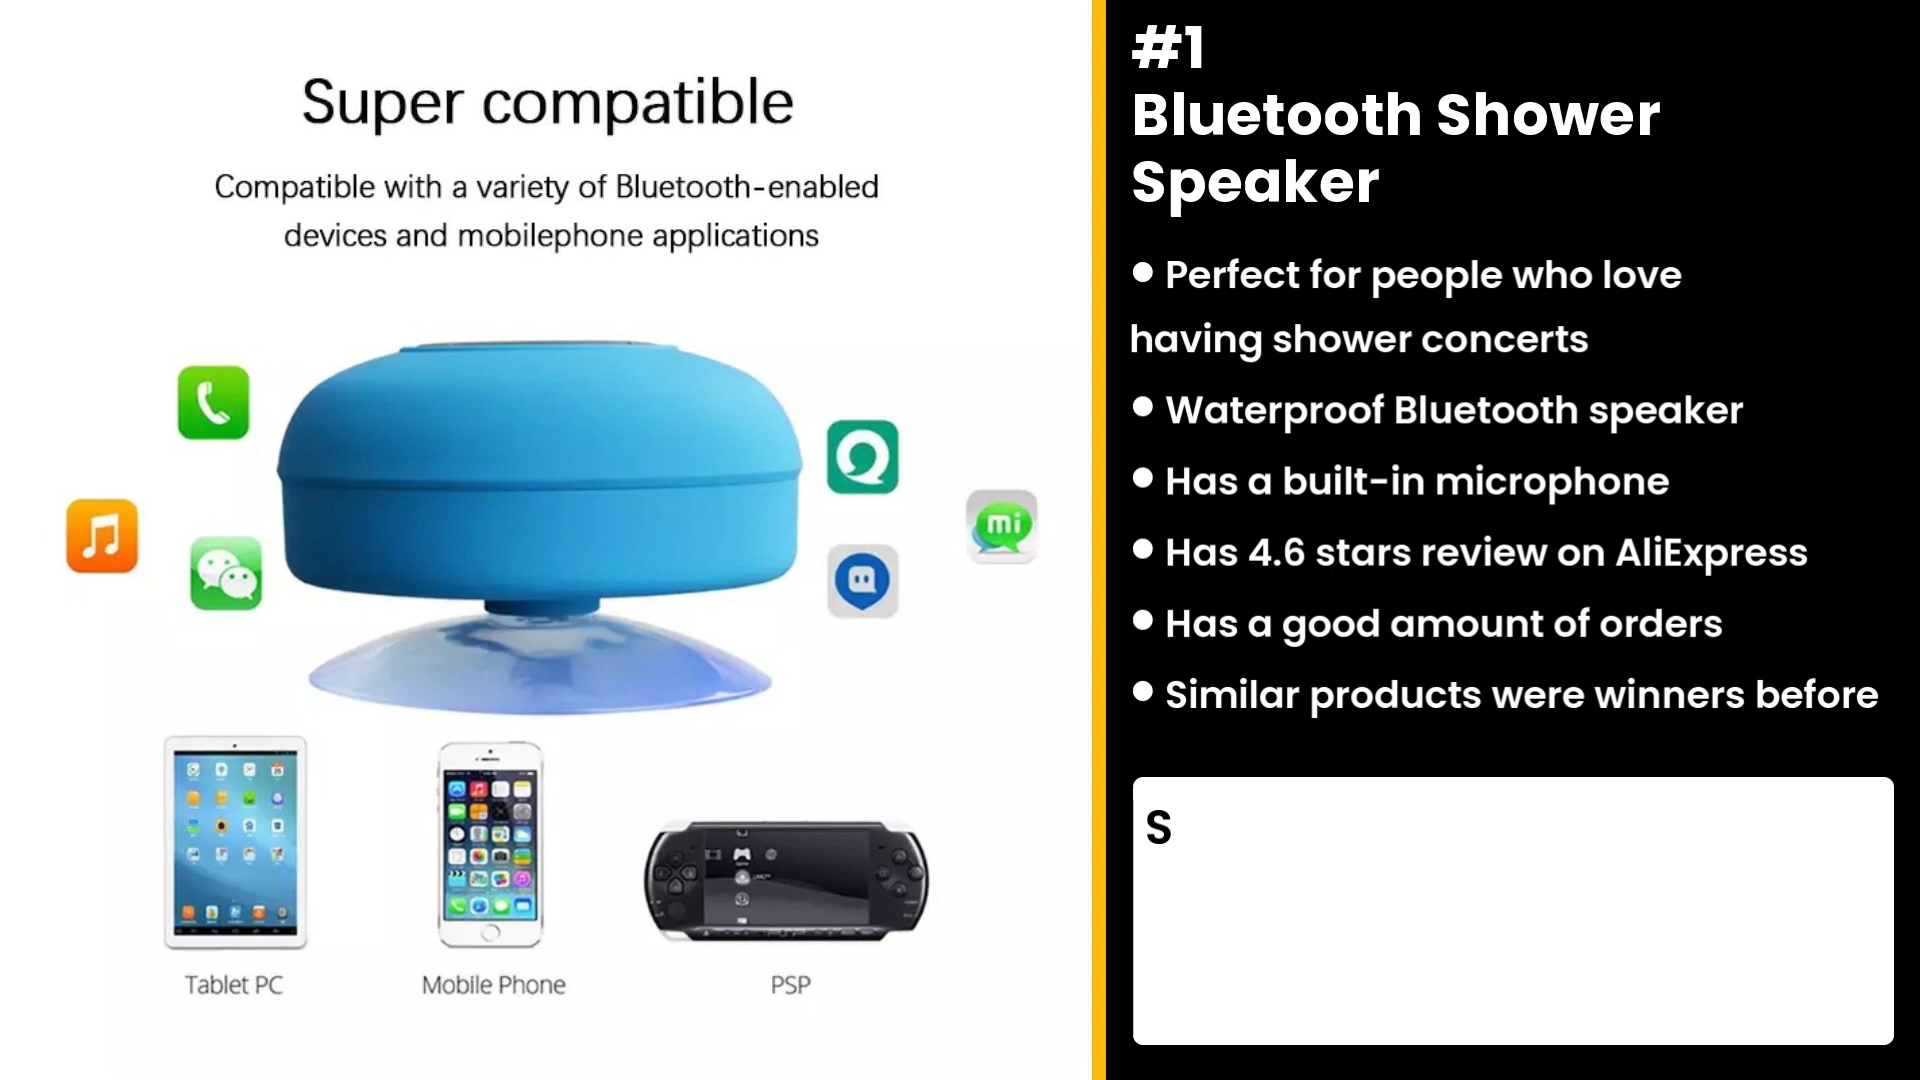 Super compatible
Compatible with a variety of Bluetooth-enabled
devices and mobilephone applications
mi
Tablet PC
Mobile Phone
PSP
#1
Bluetooth Shower
Speaker
• Perfect for people who love
having shower concerts
• Waterproof Bluetooth speaker
• Has a built-in microphone
• Has 4.6 stars review on AliExpress
• Has a good amount of orders
• Similar products were winners before
S